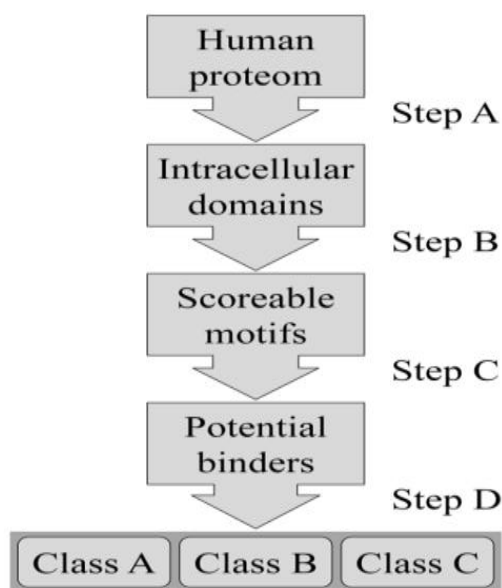 Human
proteom
Step A
Intracellular
domains
Step B
Scoreable
motifs
Step C
Potential
binders
Step D
Class A Class B Class C